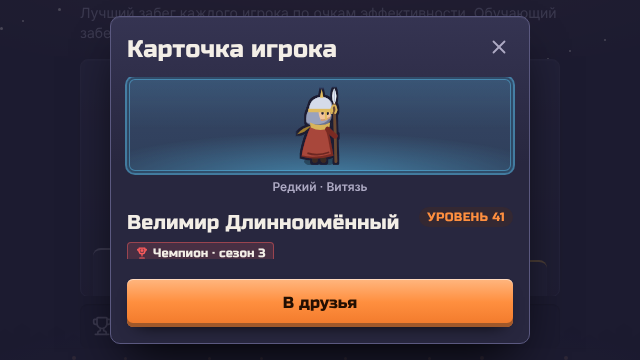 Лучший забег каждого игрока по очкам эффективности. Обучающий
забе
Карточка игрока
Редкий · Витязь
Велимир Длинноимённый
УРОВЕНЬ 41
Чемпион · сезон 3
В друзья